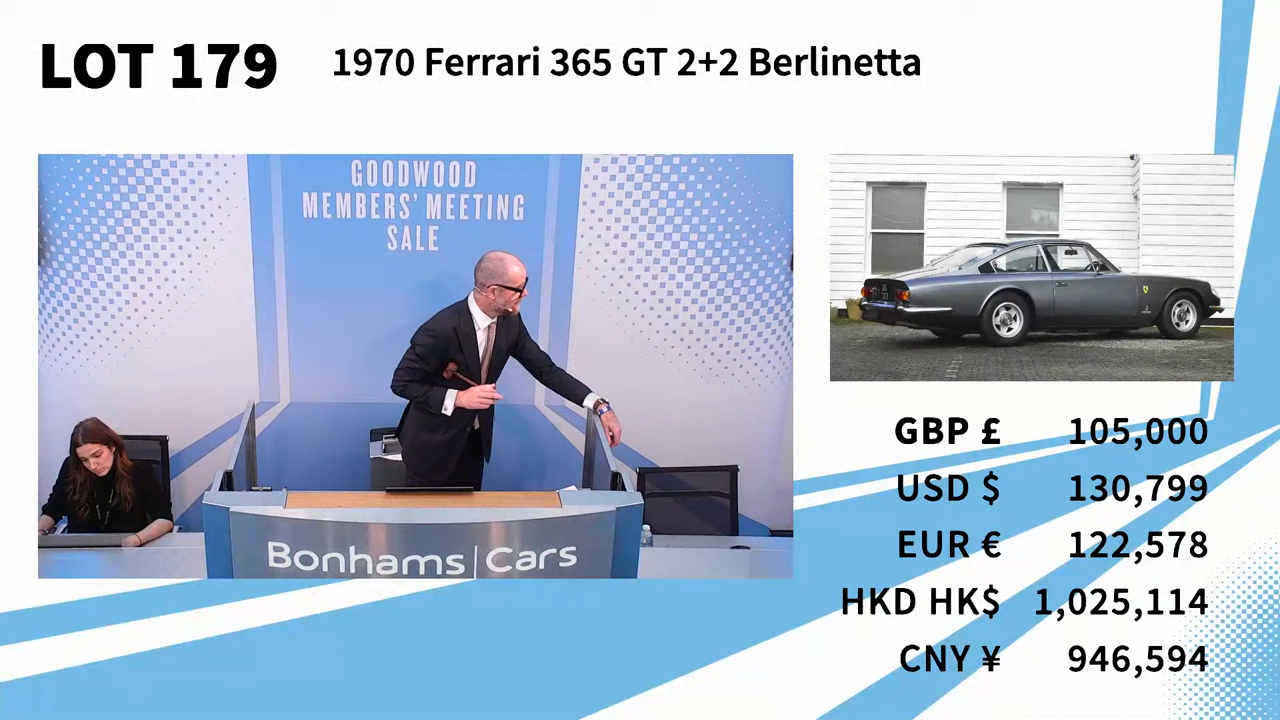 LOT 179 1970 Ferrari 365 GT 2+2 Berlinetta
GOODWOOD
MEMBERS' MEETING
SALE
Bonhams | Cars
GBP £ 105,000
USD $ 130,799
EUR € 122,578
HKD HK$ 1,025,114
CNY ¥ 946,594